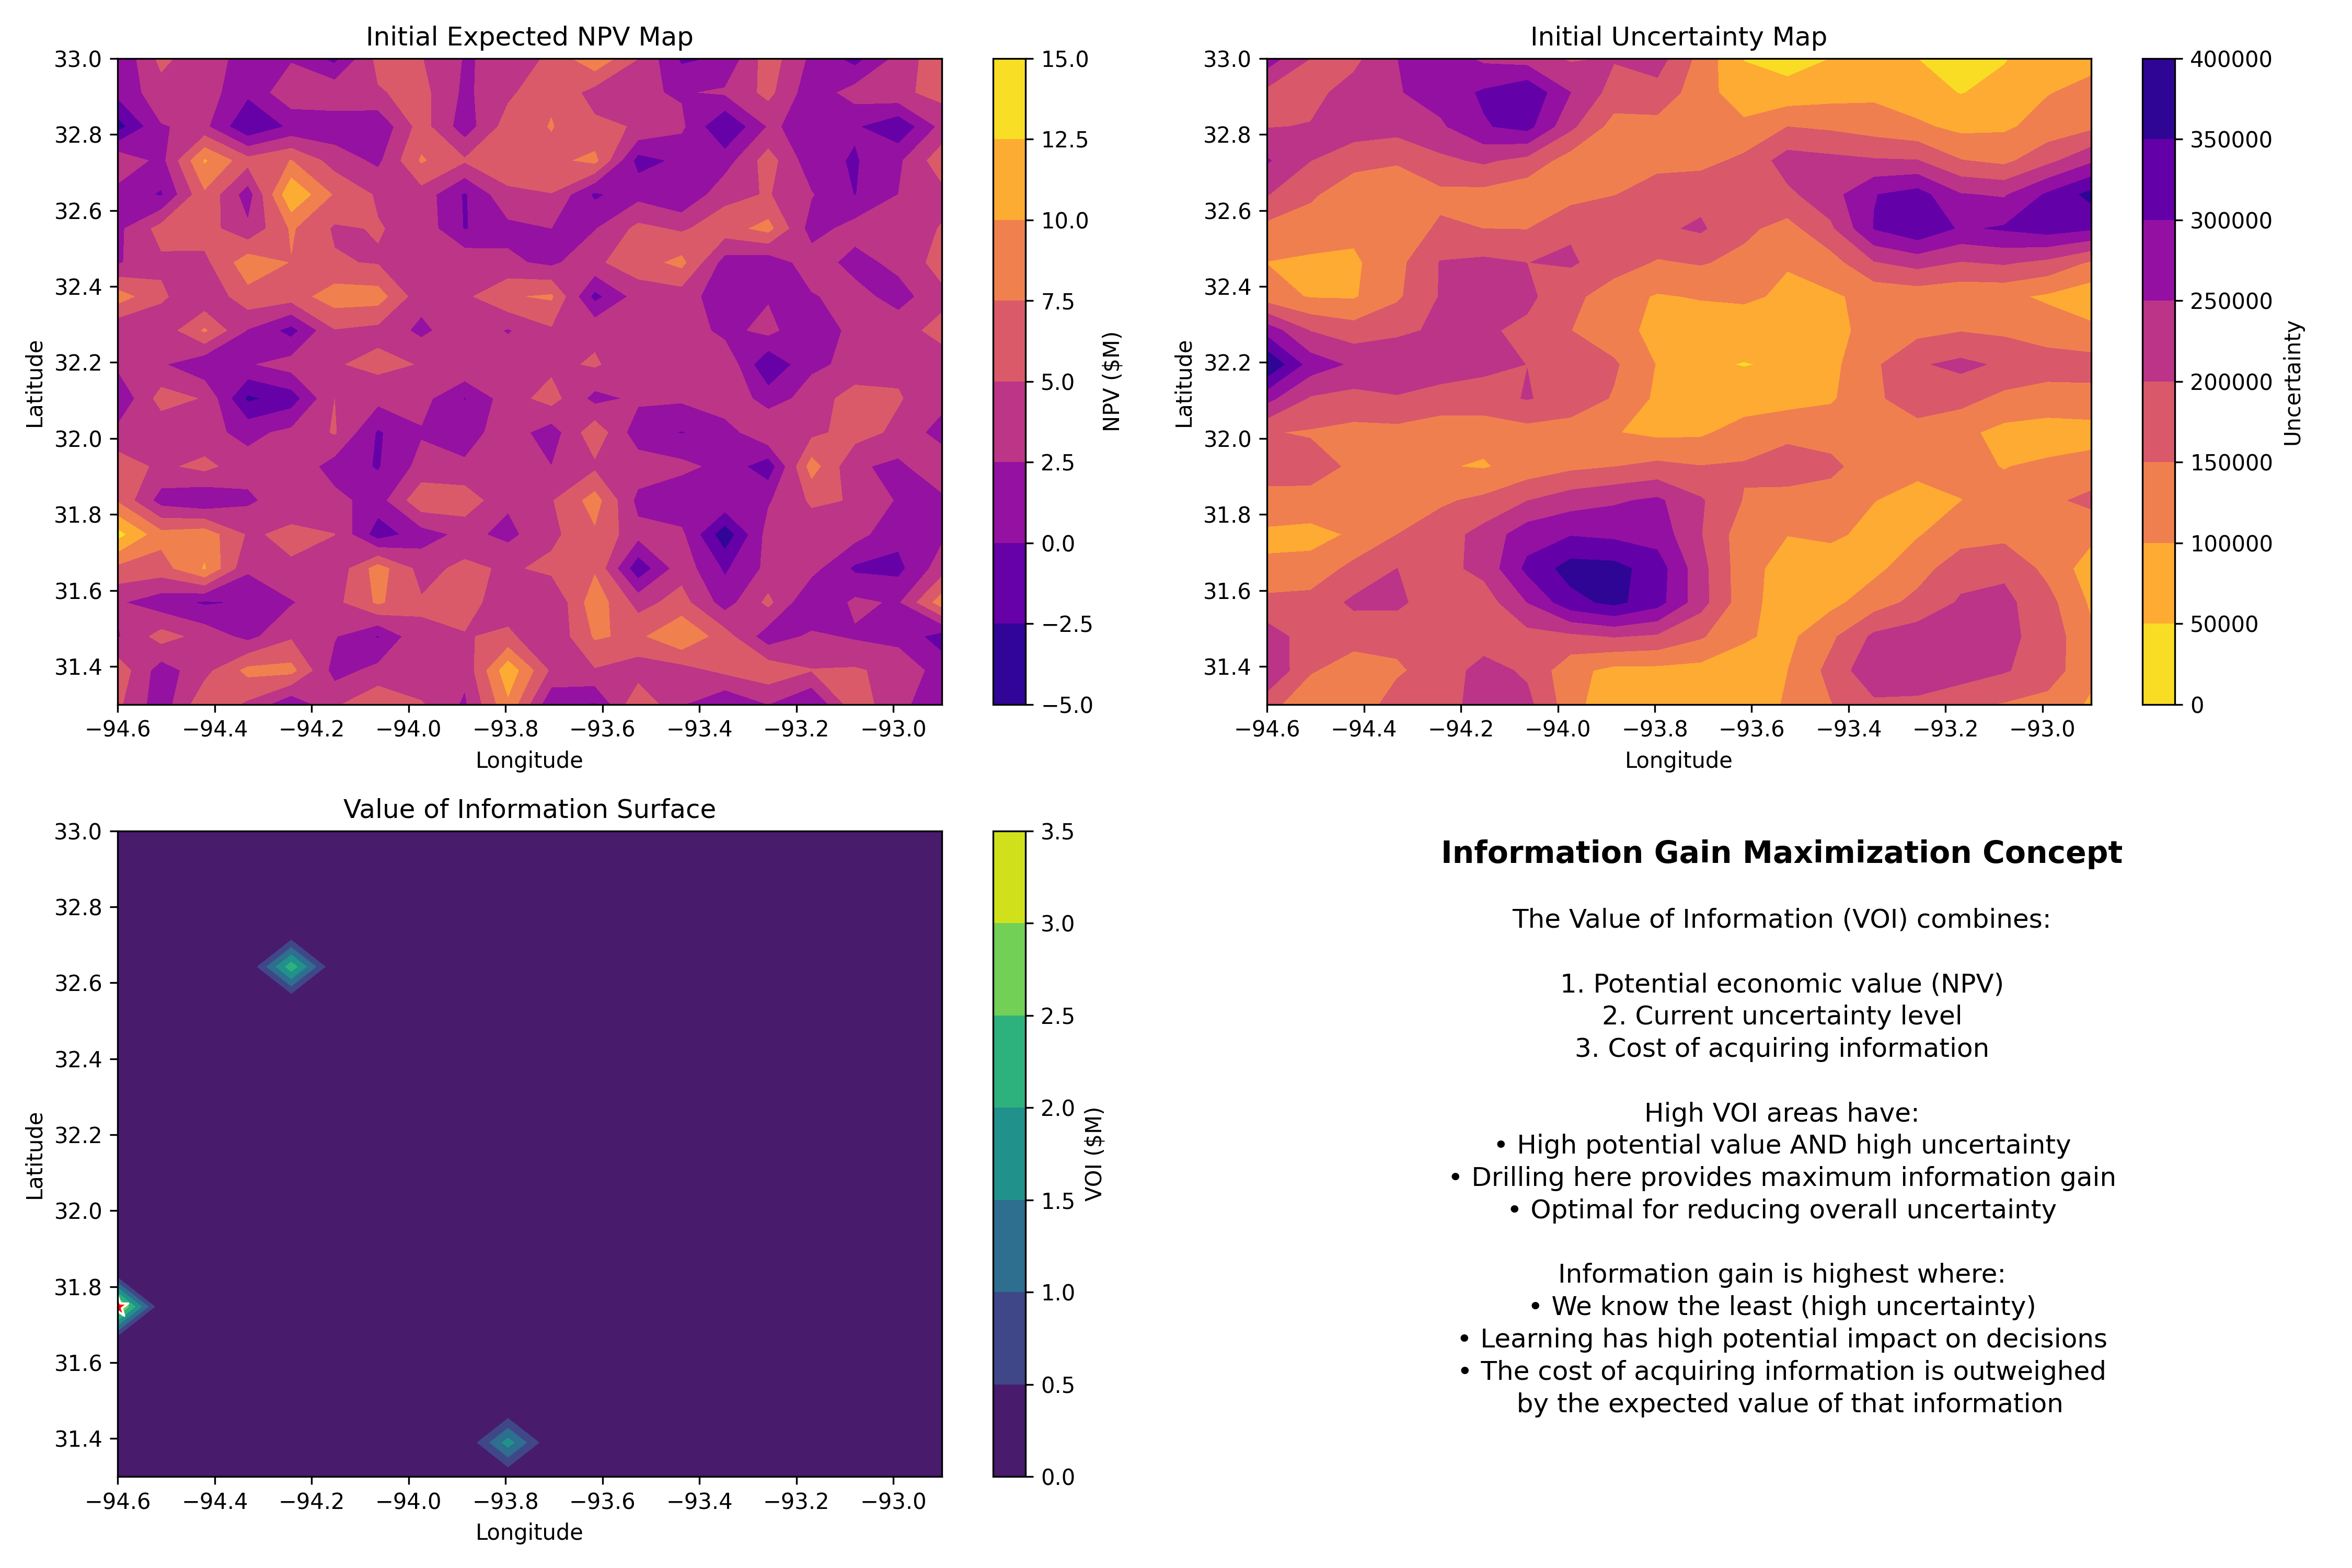 Initial Expected NPV Map
33.0
32.8
32.6
32.4
32.2
32.0
31.8
31.6
31.4
Latitude
−94.6 −94.4 −94.2 −94.0 −93.8 −93.6 −93.4 −93.2 −93.0
Longitude
15.0
12.5
10.0
7.5
5.0
2.5
0.0
−2.5
−5.0
NPV ($M)
Initial Uncertainty Map
33.0
32.8
32.6
32.4
32.2
32.0
31.8
31.6
31.4
Latitude
−94.6 −94.4 −94.2 −94.0 −93.8 −93.6 −93.4 −93.2 −93.0
Longitude
400000
350000
300000
250000
200000
150000
100000
50000
0
Uncertainty
Value of Information Surface
33.0
32.8
32.6
32.4
32.2
32.0
31.8
31.6
31.4
Latitude
−94.6 −94.4 −94.2 −94.0 −93.8 −93.6 −93.4 −93.2 −93.0
Longitude
3.5
3.0
2.5
2.0
1.5
1.0
0.5
0.0
VOI ($M)
Information Gain Maximization Concept
The Value of Information (VOI) combines:
1. Potential economic value (NPV)
2. Current uncertainty level
3. Cost of acquiring information
High VOI areas have:
• High potential value AND high uncertainty
• Drilling here provides maximum information gain
• Optimal for reducing overall uncertainty
Information gain is highest where:
• We know the least (high uncertainty)
• Learning has high potential impact on decisions
• The cost of acquiring information is outweighed
by the expected value of that information